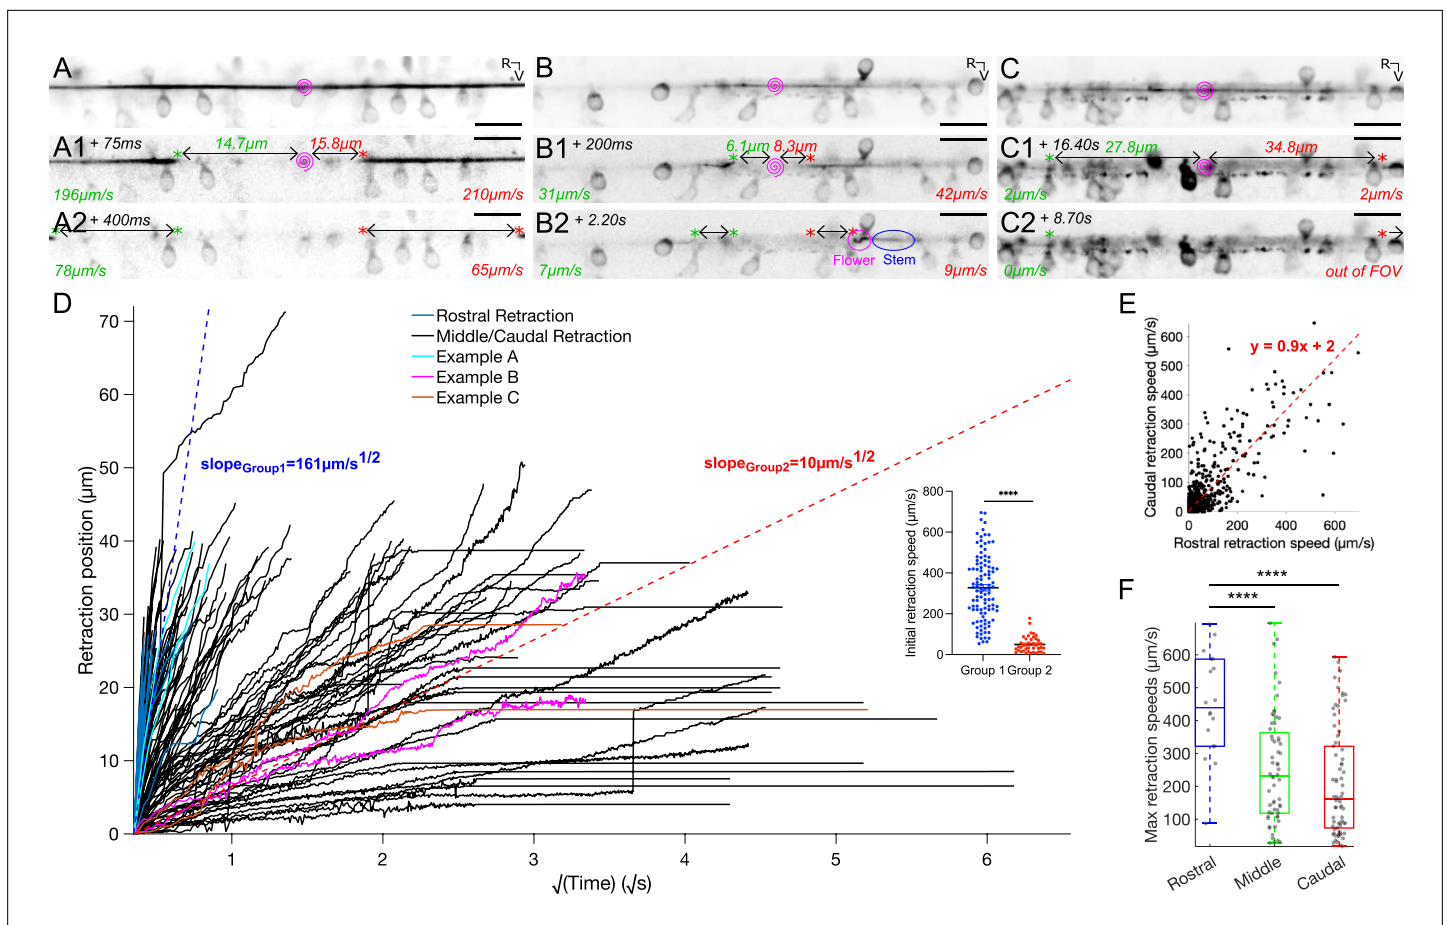 A
R
V
A1 + 75ms
14.7µm
15.8µm
196µm/s
210µm/s
A2 + 400ms
78µm/s
65µm/s
B
R
V
B1 + 200ms
6.1µm
8.3µm
31µm/s
42µm/s
B2 + 2.20s
Flower
Stem
7µm/s
9µm/s
C
R
V
C1 + 16.40s
27.8µm
34.8µm
2µm/s
2µm/s
C2 + 8.70s
0µm/s
out of FOV
D
Retraction position (µm)
70
60
50
40
30
20
10
0
1
2
3
4
5
6
√(Time) (√s)
Rostral Retraction
Middle/Caudal Retraction
Example A
Example B
Example C
slopeGroup1=161µm/s1/2
slopeGroup2=10µm/s1/2
Initial retraction speed (µm/s)
800
600
400
200
0
****
Group 1
Group 2
E
Caudal retraction speed (µm/s)
600
500
400
300
200
100
0
y = 0.9x + 2
0
200
400
600
Rostral retraction speed (µm/s)
F
****
****
Max retraction speeds (µm/s)
600
500
400
300
200
100
Rostral
Middle
Caudal